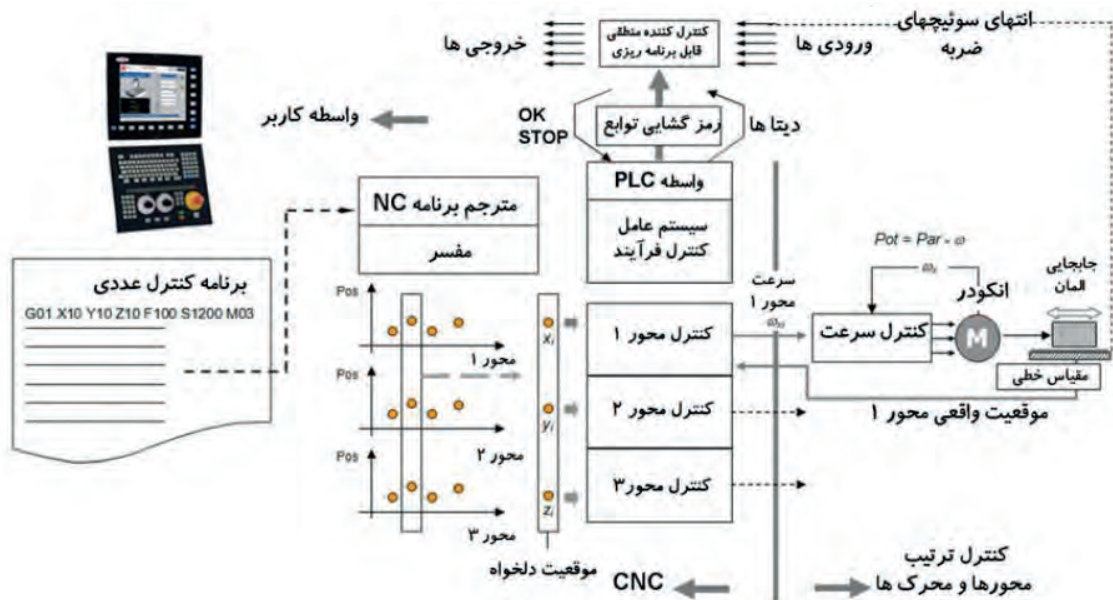 انتهای سوئیچهای
ضربه
ورودی ها
کنترل کننده منطقی
قابل برنامه ریزی
خروجی ها
واسطه کاربر
OK
STOP
رمز گشایی توابع
دیتا ها
واسطه PLC
سیستم عامل
کنترل فرآیند
مترجم برنامه NC
مفسر
برنامه کنترل عددی
G01 X10 Y10 Z10 F100 S1200 M03
Pos
محور ۱
Pos
محور ۲
Pos
محور ۳
xi
yi
zi
موقعیت دلخواه
کنترل محور ۱
کنترل محور ۲
کنترل محور۳
سرعت
محور ۱
Pot = Par × ω
انکودر
جابجایی
المان
کنترل سرعت
M
مقیاس خطی
موقعیت واقعی محور ۱
CNC
کنترل ترتیب
محورها و محرک ها